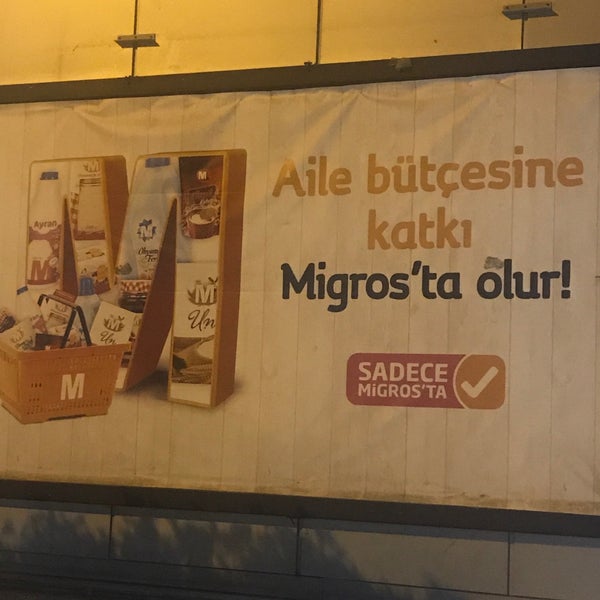 Aile bütçesine
katkı
Migros'ta olur!
SADECE
MİGROS'TA
Ayran
M
M
M
M
Un
M